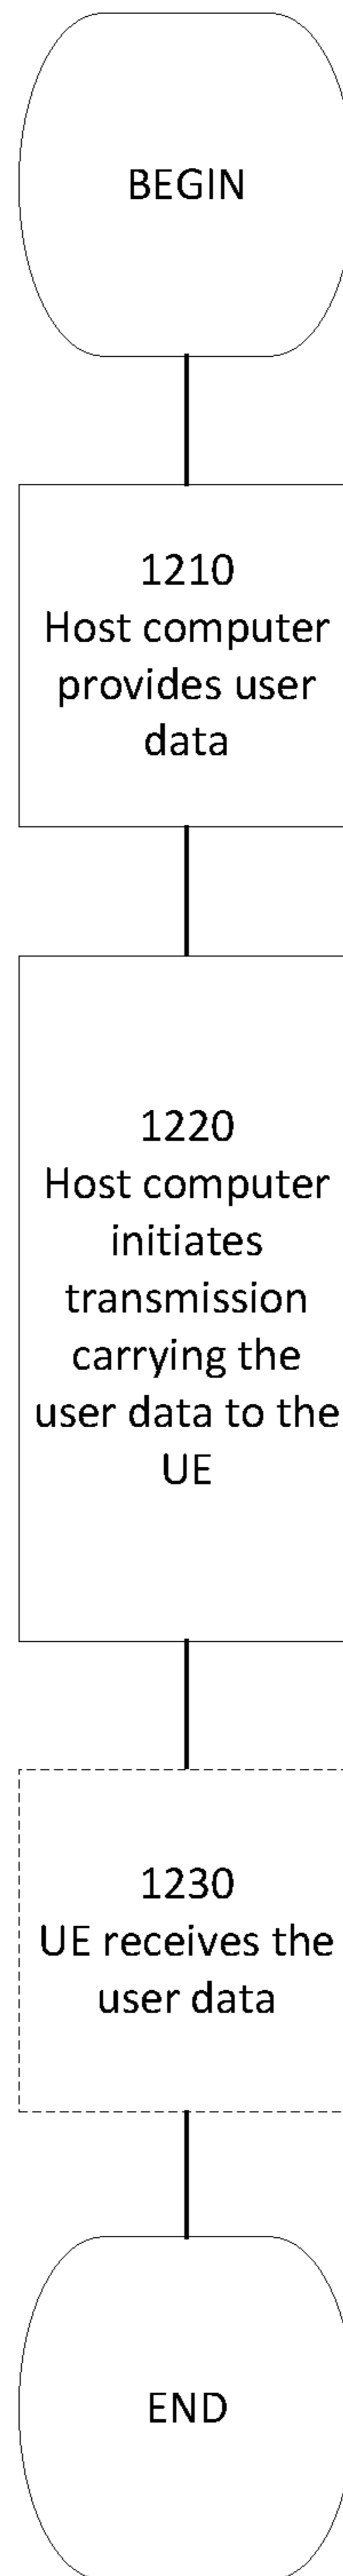 BEGIN
1210
Host computer
provides user
data
1220
Host computer
initiates
transmission
carrying the
user data to the
UE
1230
UE receives the
user data
END